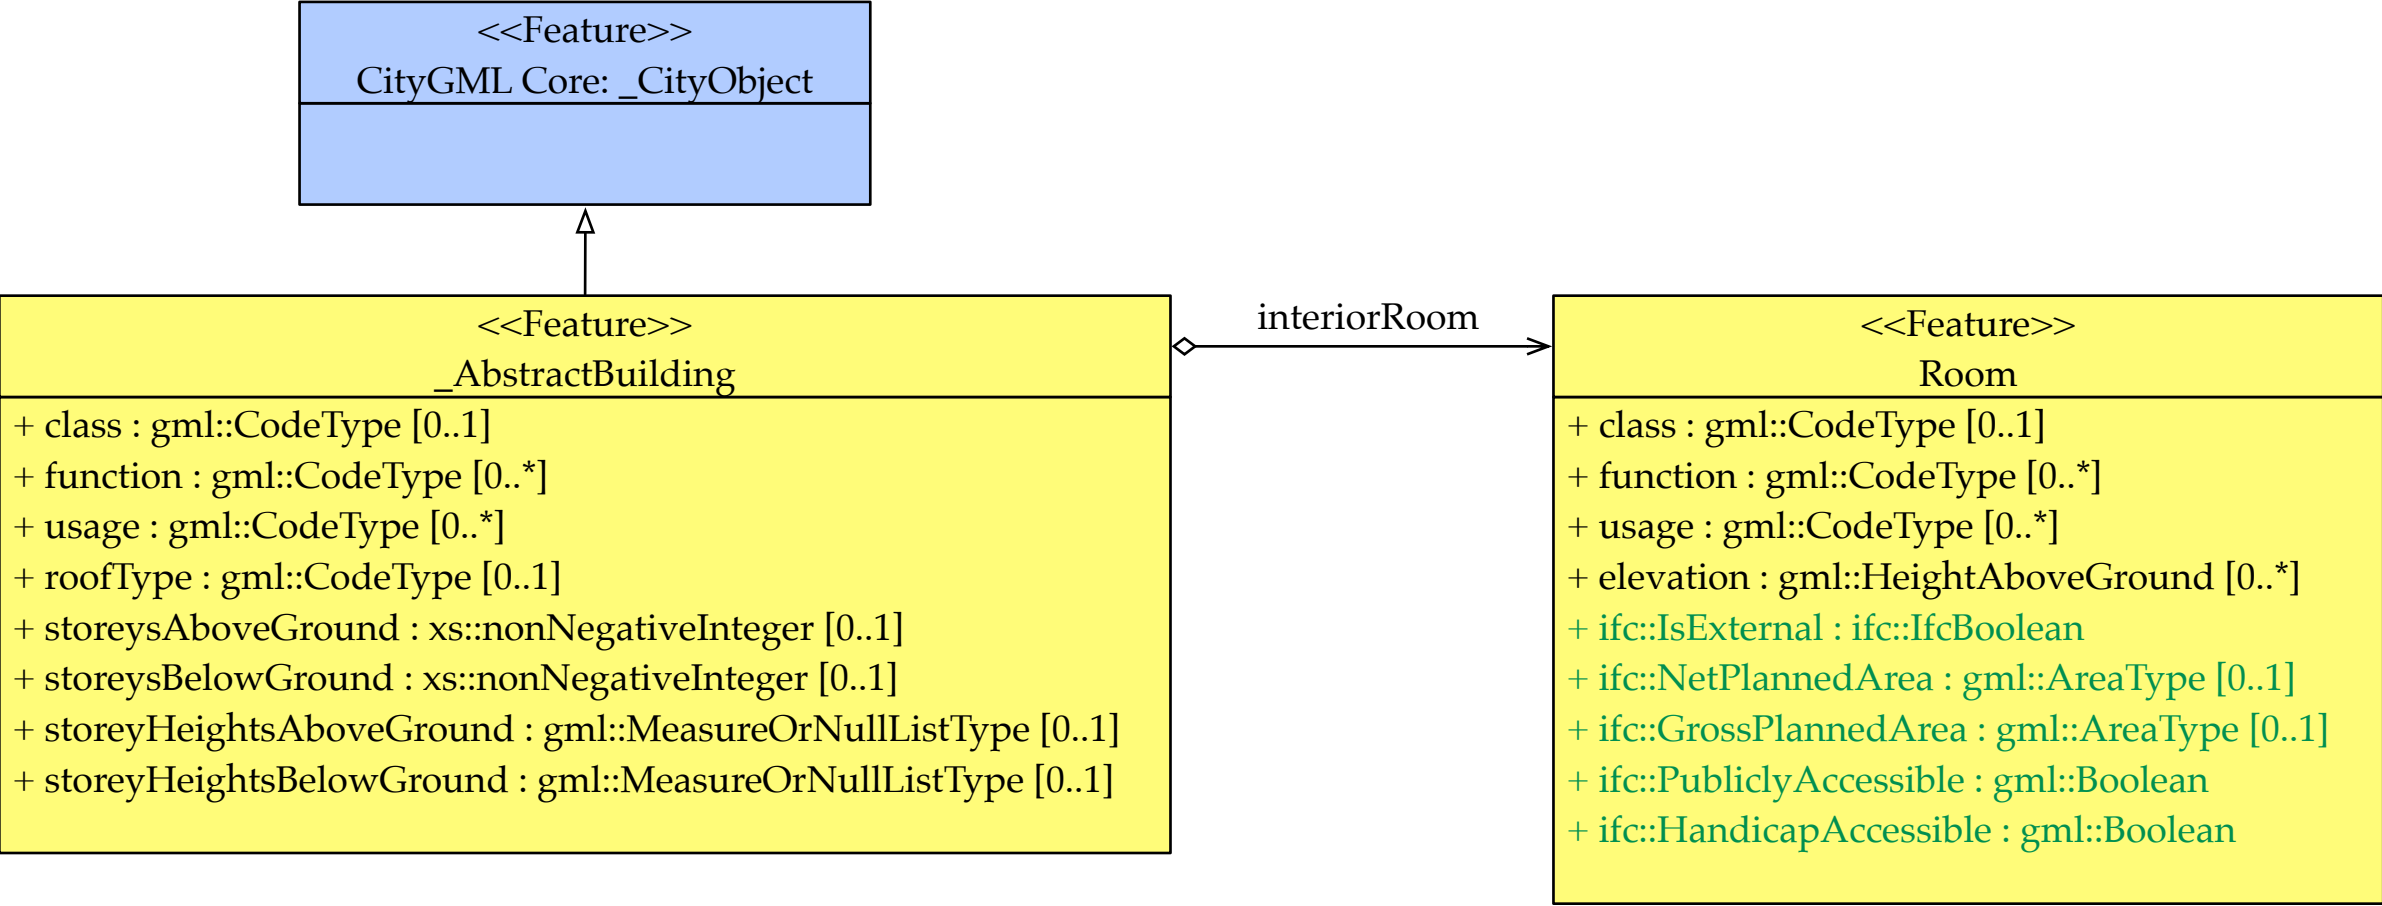 <<Feature>>
CityGML Core: _CityObject
<<Feature>>
_AbstractBuilding
+ class : gml::CodeType [0..1]
+ function : gml::CodeType [0..*]
+ usage : gml::CodeType [0..*]
+ roofType : gml::CodeType [0..1]
+ storeysAboveGround : xs::nonNegativeInteger [0..1]
+ storeysBelowGround : xs::nonNegativeInteger [0..1]
+ storeyHeightsAboveGround : gml::MeasureOrNullListType [0..1]
+ storeyHeightsBelowGround : gml::MeasureOrNullListType [0..1]
interiorRoom
<<Feature>>
Room
+ class : gml::CodeType [0..1]
+ function : gml::CodeType [0..*]
+ usage : gml::CodeType [0..*]
+ elevation : gml::HeightAboveGround [0..*]
+ ifc::IsExternal : ifc::IfcBoolean
+ ifc::NetPlannedArea : gml::AreaType [0..1]
+ ifc::GrossPlannedArea : gml::AreaType [0..1]
+ ifc::PubliclyAccessible : gml::Boolean
+ ifc::HandicapAccessible : gml::Boolean